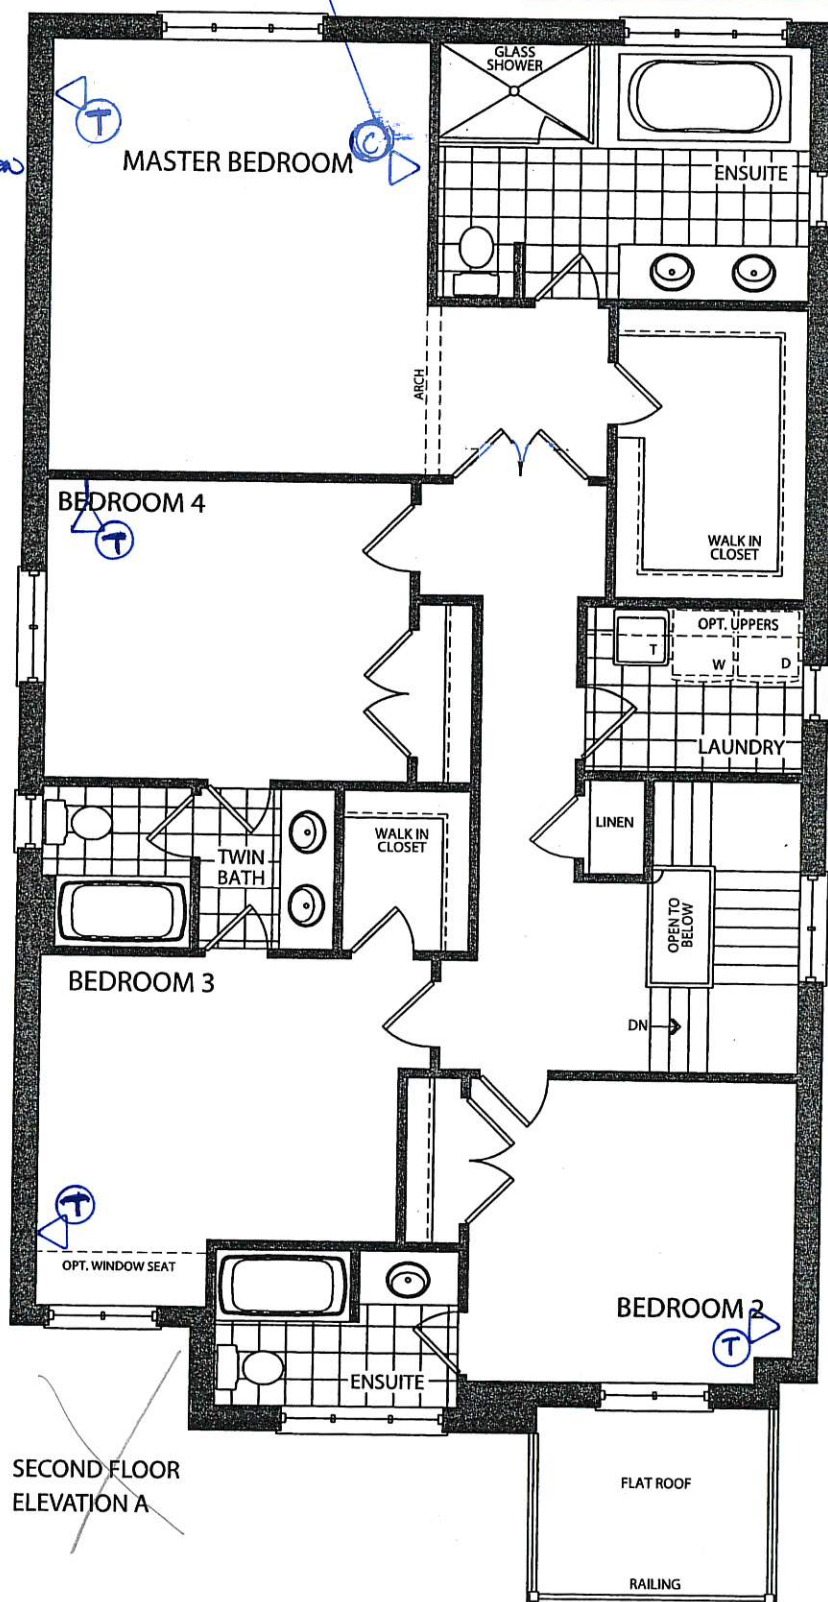 GLASS
SHOWER
T
C
MASTER BEDROOM
ENSUITE
ARCH
BEDROOM 4
T
WALK IN
CLOSET
OPT. UPPERS
T
W
D
LAUNDRY
LINEN
WALK IN
CLOSET
TWIN
BATH
OPEN TO
BELOW
BEDROOM 3
DN
T
OPT. WINDOW SEAT
BEDROOM 2
T
ENSUITE
SECOND FLOOR
ELEVATION A
FLAT ROOF
RAILING